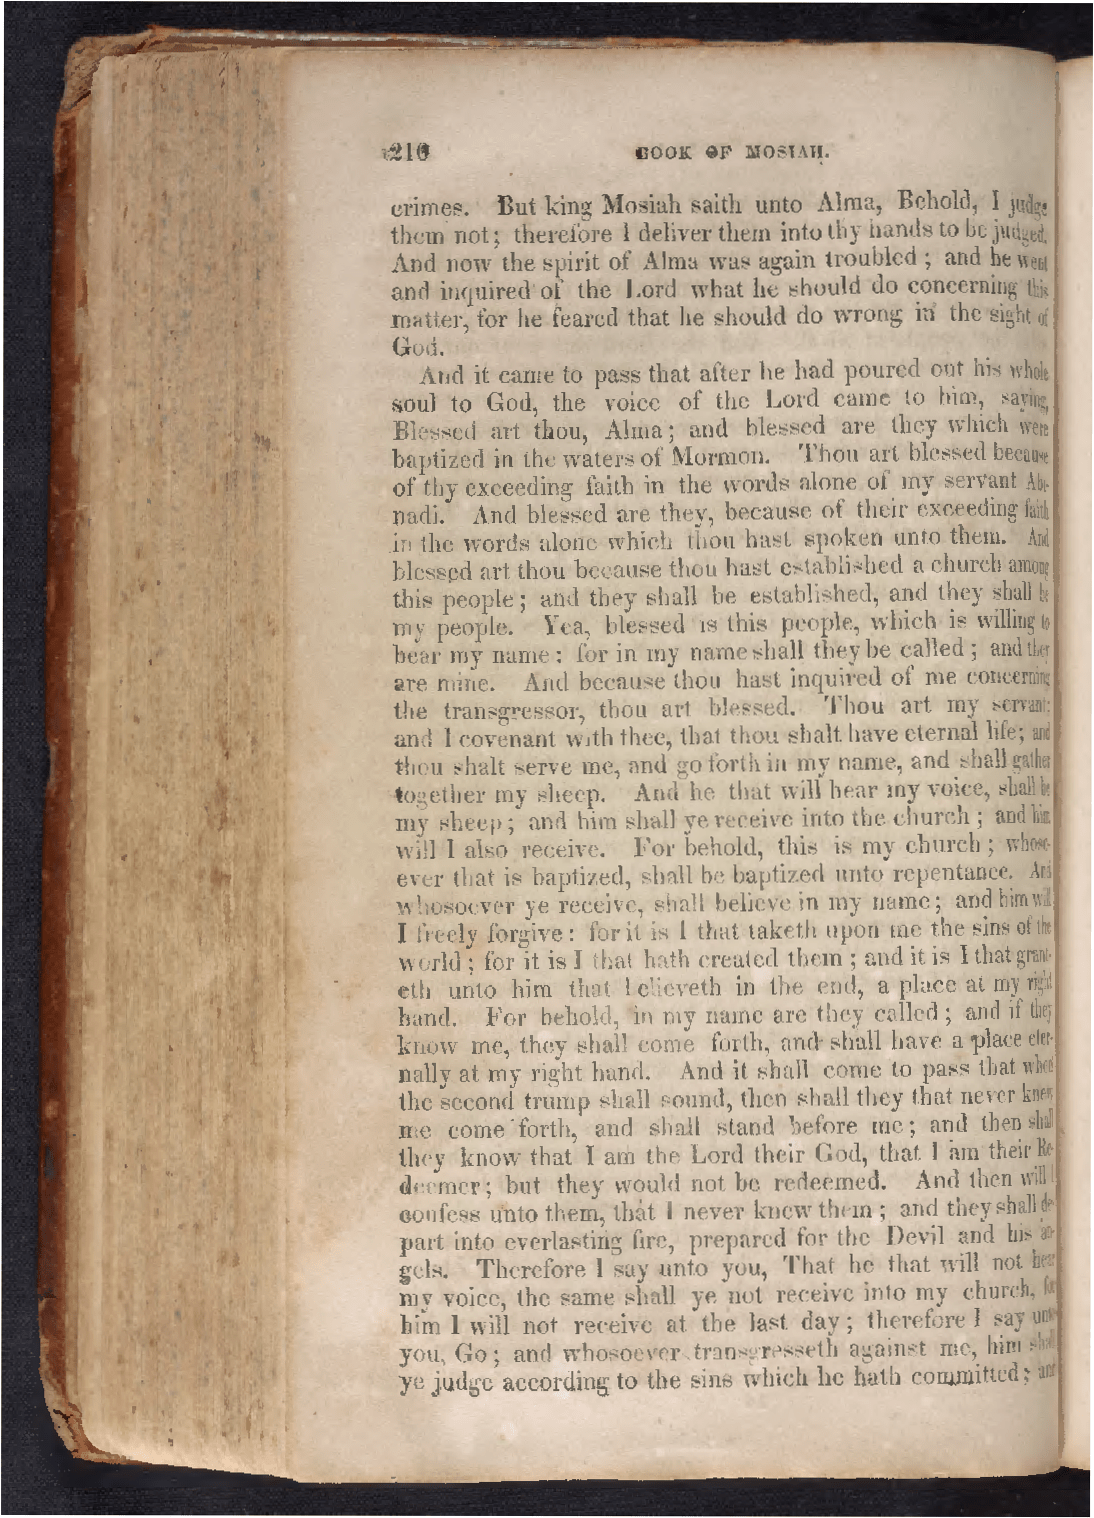 210 BOOK OF MOSIAH.
crimes. But king Mosiah saith unto Alma, Behold, I judge
them not; therefore I deliver them into thy hands to be judged.
And now the spirit of Alma was again troubled; and he went
and inquired of the Lord what he should do concerning this
matter, for he feared that he should do wrong in the sight of
God.
And it came to pass that after he had poured out his whole
soul to God, the voice of the Lord came to him, saying,
Blessed art thou, Alma; and blessed are they which were
baptized in the waters of Mormon. Thou art blessed because
of thy exceeding faith in the words alone of my servant Abi-
nadi. And blessed are they, because of their exceeding faith
in the words alone which thou hast spoken unto them. And
blessed art thou because thou hast established a church among
this people; and they shall be established, and they shall be
my people. Yea, blessed is this people, which is willing to
bear my name: for in my name shall they be called; and they
are mine. And because thou hast inquired of me concerning
the transgressor, thou art blessed. Thou art my servant;
and I covenant with thee, that thou shalt have eternal life; and
thou shalt serve me, and go forth in my name, and shall gather
together my sheep. And he that will hear my voice, shall be
my sheep; and him shall ye receive into the church; and him
will I also receive. For behold, this is my church; whoso-
ever that is baptized, shall be baptized unto repentance. And
whosoever ye receive, shall believe in my name; and him will
I freely forgive: for it is I that taketh upon me the sins of the
world; for it is I that hath created them; and it is I that grant-
eth unto him that believeth in the end, a place at my right
hand. For behold, in my name are they called; and if they
know me, they shall come forth, and shall have a place eter-
nally at my right hand. And it shall come to pass that when
the second trump shall sound, then shall they that never knew
me come forth, and shall stand before me; and then shall
they know that I am the Lord their God, that I am their Re-
deemer; but they would not be redeemed. And then will I
confess unto them, that I never knew them; and they shall de-
part into everlasting fire, prepared for the Devil and his an-
gels. Therefore I say unto you, That he that will not hear
my voice, the same shall ye not receive into my church, for
him I will not receive at the last day; therefore I say unto
you, Go; and whosoever transgresseth against me, him shall
ye judge according to the sins which he hath committed; and